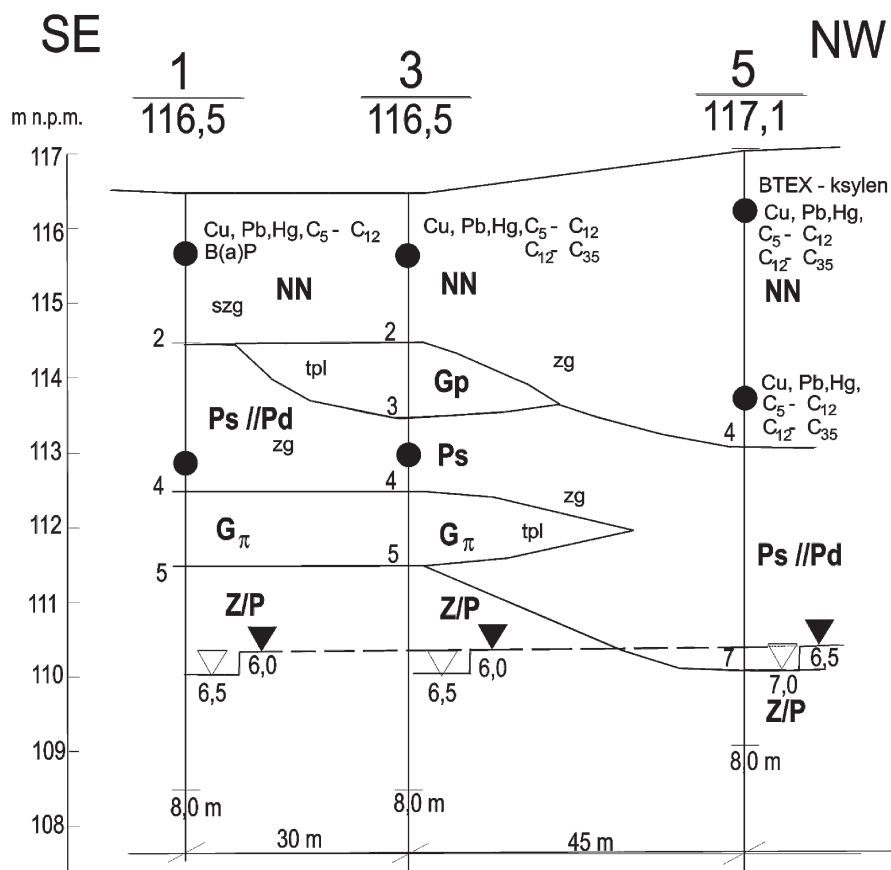 SE
NW
1
3
5
m n.p.m.
116,5
116,5
117,1
117
BTEX - ksylen
116
Cu, Pb,Hg,C5 - C12
B(a)P
Cu, Pb,Hg,C5 - C12
C12 - C35
Cu, Pb,Hg,
C5 - C12
C12 - C35
NN
NN
NN
115
szg
2
2
zg
114
tpl
Gp
Cu, Pb,Hg,
C5 - C12
C12 - C35
3
Ps //Pd
4
113
zg
Ps
4
4
zg
112
Gπ
Gπ
tpl
5
5
Ps //Pd
111
Z/P
Z/P
6,0
6,0
7
6,5
110
6,5
6,5
7,0
Z/P
109
8,0 m
8,0 m
8,0 m
108
30 m
45 m